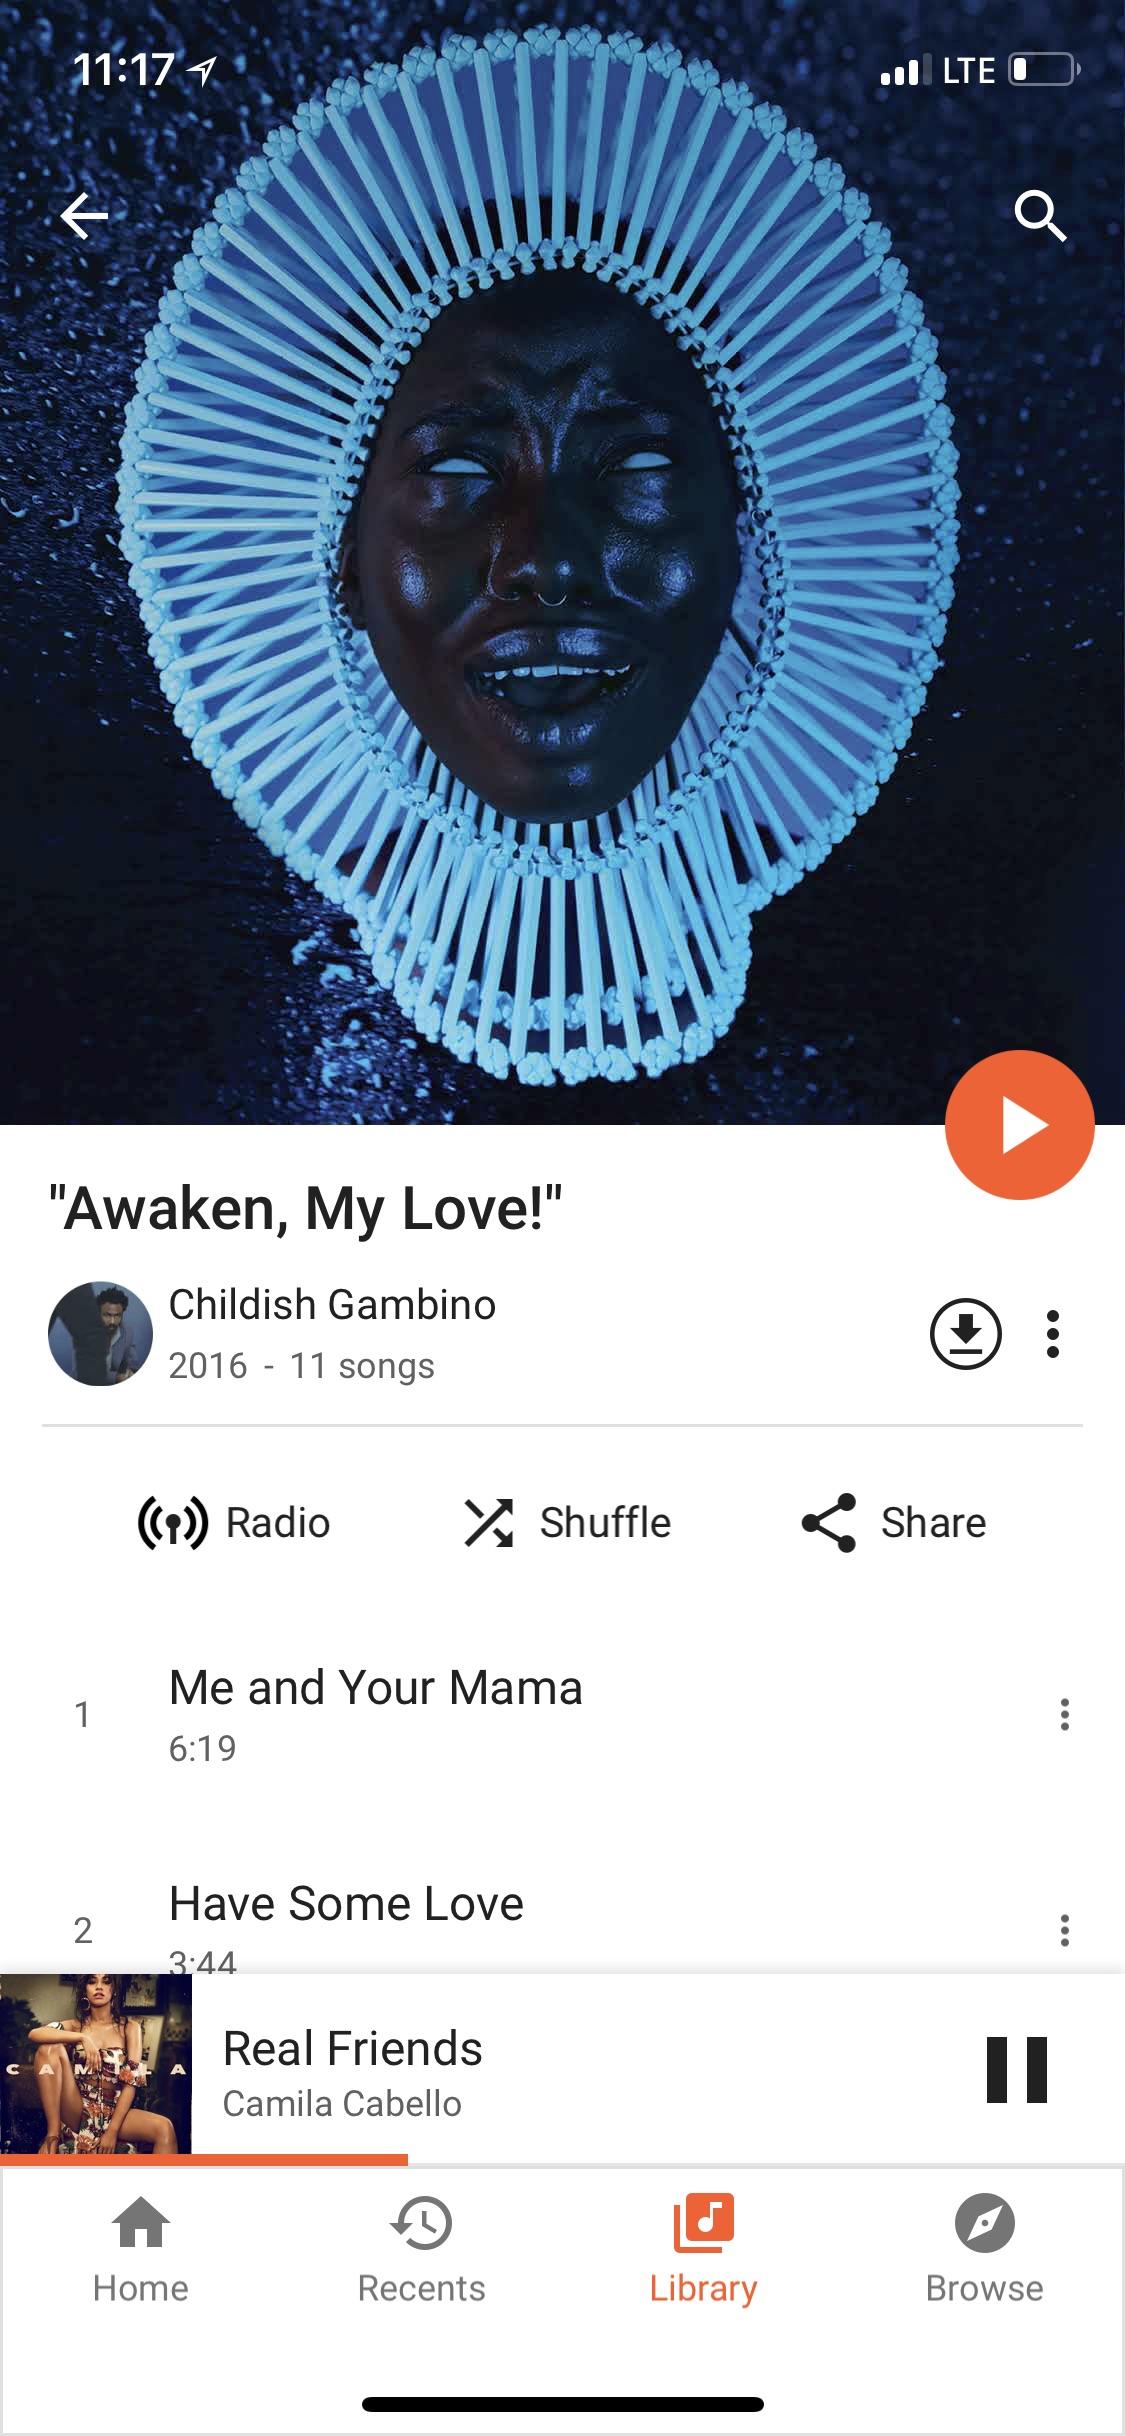 11:17
LTE
"Awaken, My Love!"
Childish Gambino
2016 - 11 songs
Radio
Shuffle
Share
1
Me and Your Mama
6:19
2
Have Some Love
3:44
CAMILA
Real Friends
Camila Cabello
Home
Recents
Library
Browse